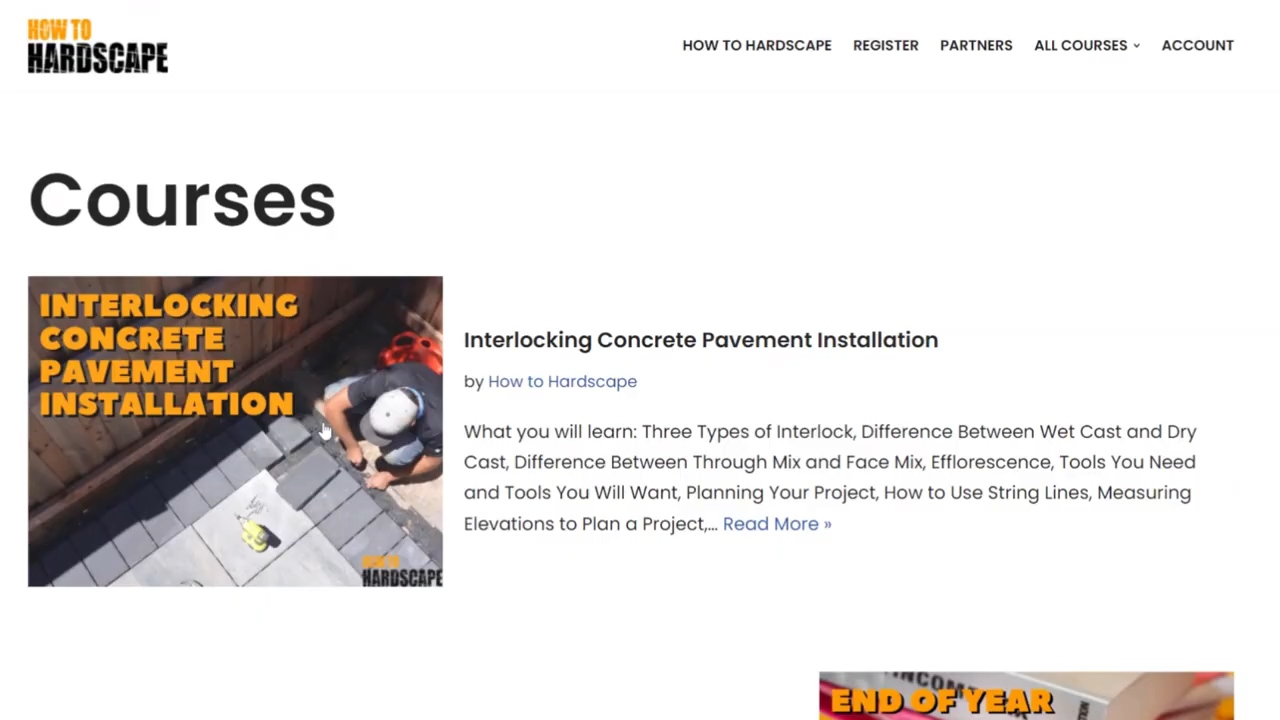 HOW TO
HARDSCAPE
HOW TO HARDSCAPE REGISTER PARTNERS ALL COURSES ACCOUNT
Courses
INTERLOCKING
CONCRETE
PAVEMENT
INSTALLATION
HOW TO
HARDSCAPE
Interlocking Concrete Pavement Installation
by How to Hardscape
What you will learn: Three Types of Interlock, Difference Between Wet Cast and Dry
Cast, Difference Between Through Mix and Face Mix, Efflorescence, Tools You Need
and Tools You Will Want, Planning Your Project, How to Use String Lines, Measuring
Elevations to Plan a Project,... Read More »
END OF YEAR